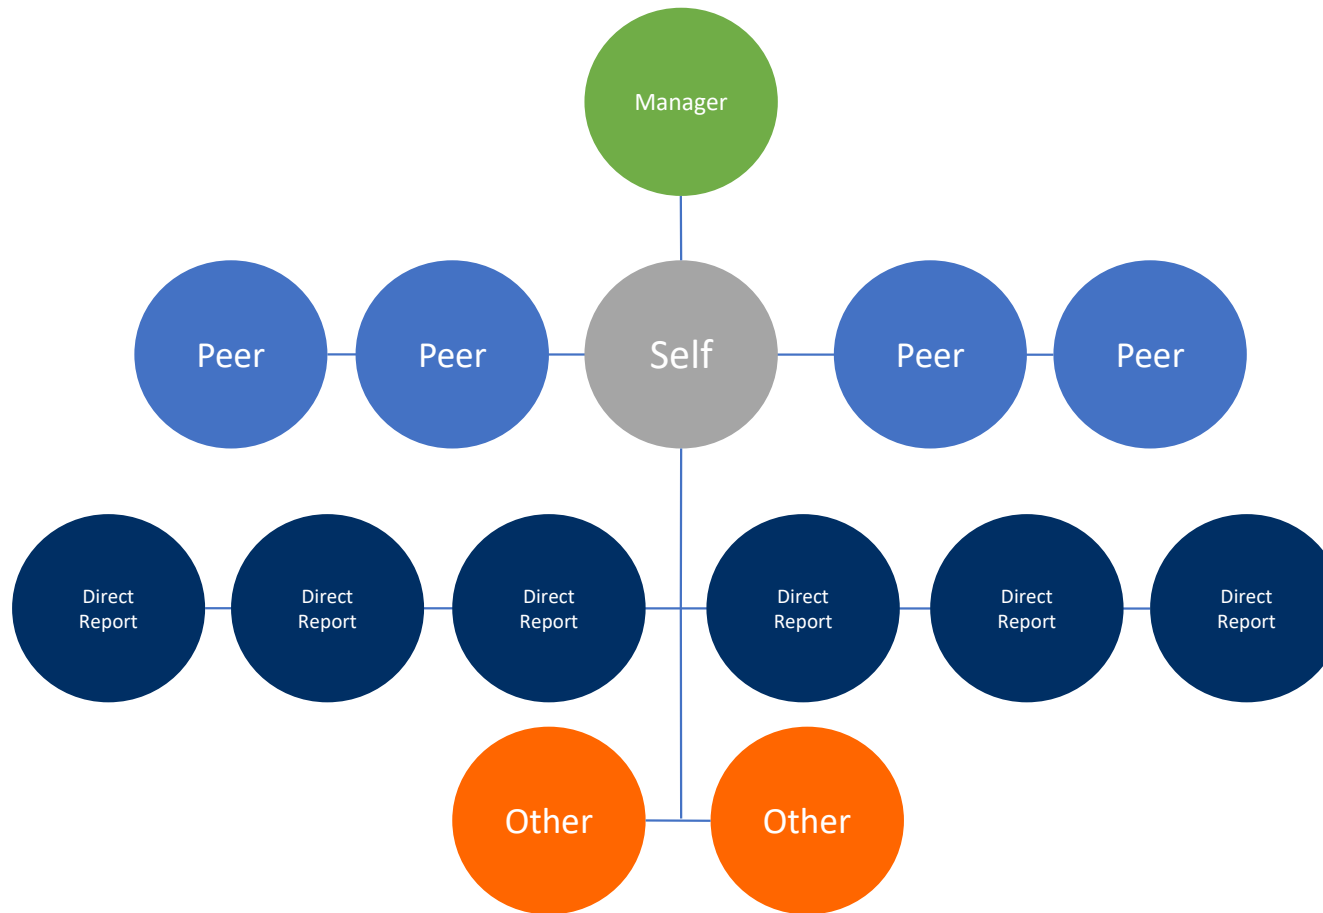 Manager
Peer
Peer
Self
Peer
Peer
Direct
Report
Direct
Report
Direct
Report
Direct
Report
Direct
Report
Direct
Report
Other
Other